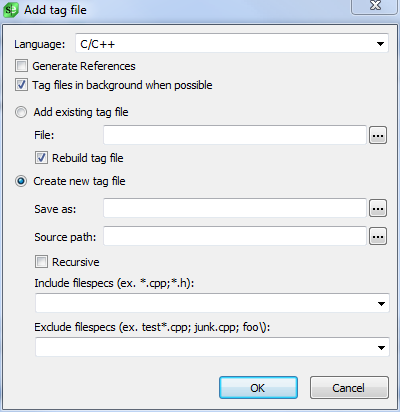 Add tag file
Language: C/C++
Generate References
Tag files in background when possible
Add existing tag file
File: ...
Rebuild tag file
Create new tag file
Save as: ...
Source path: ...
Recursive
Include filespecs (ex. *.cpp;*.h):
Exclude filespecs (ex. test*.cpp; junk.cpp; foo\):
OK Cancel